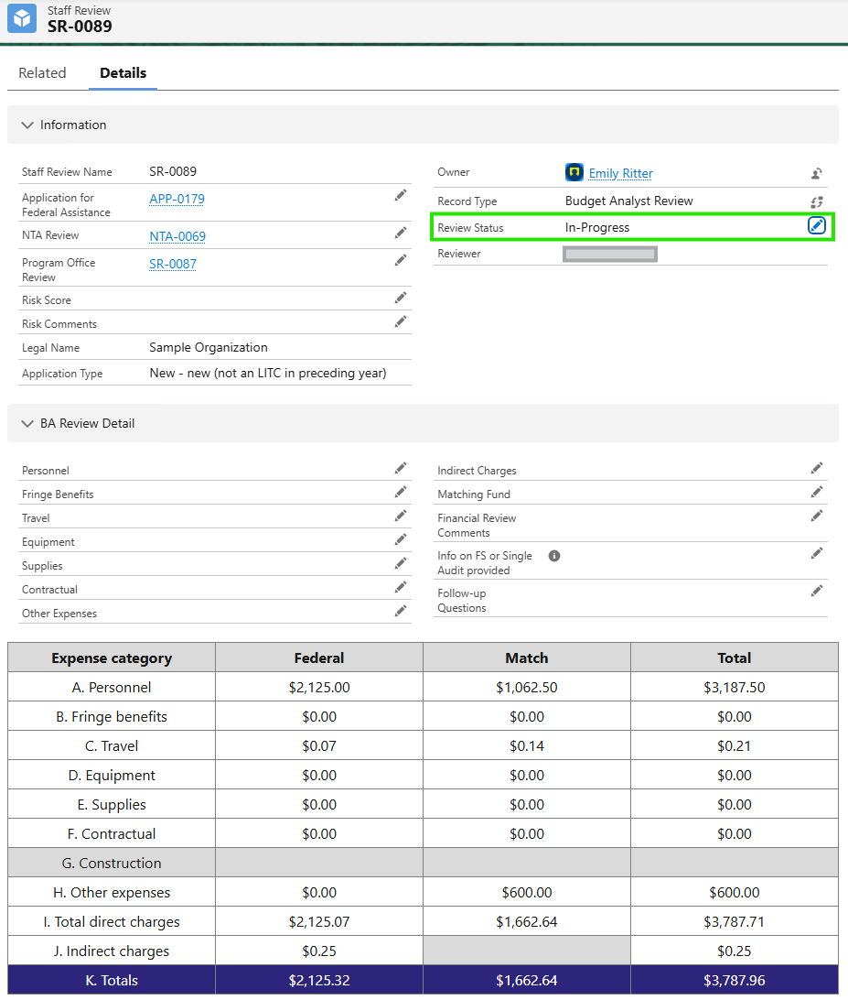 Staff Review
SR-0089
Related Details
Information
Staff Review Name SR-0089
Application for
Federal Assistance APP-0179
NTA Review NTA-0069
Program Office
Review SR-0087
Risk Score
Risk Comments
Legal Name Sample Organization
Application Type New - new (not an LITC in preceding year)
Owner Emily Ritter
Record Type Budget Analyst Review
Review Status In-Progress
Reviewer
BA Review Detail
Personnel
Fringe Benefits
Travel
Equipment
Supplies
Contractual
Other Expenses
Indirect Charges
Matching Fund
Financial Review
Comments
Info on FS or Single
Audit provided
Follow-up
Questions
Expense category Federal Match Total
A. Personnel $2,125.00 $1,062.50 $3,187.50
B. Fringe benefits $0.00 $0.00 $0.00
C. Travel $0.07 $0.14 $0.21
D. Equipment $0.00 $0.00 $0.00
E. Supplies $0.00 $0.00 $0.00
F. Contractual $0.00 $0.00 $0.00
G. Construction
H. Other expenses $0.00 $600.00 $600.00
I. Total direct charges $2,125.07 $1,662.64 $3,787.71
J. Indirect charges $0.25 $0.25
K. Totals $2,125.32 $1,662.64 $3,787.96